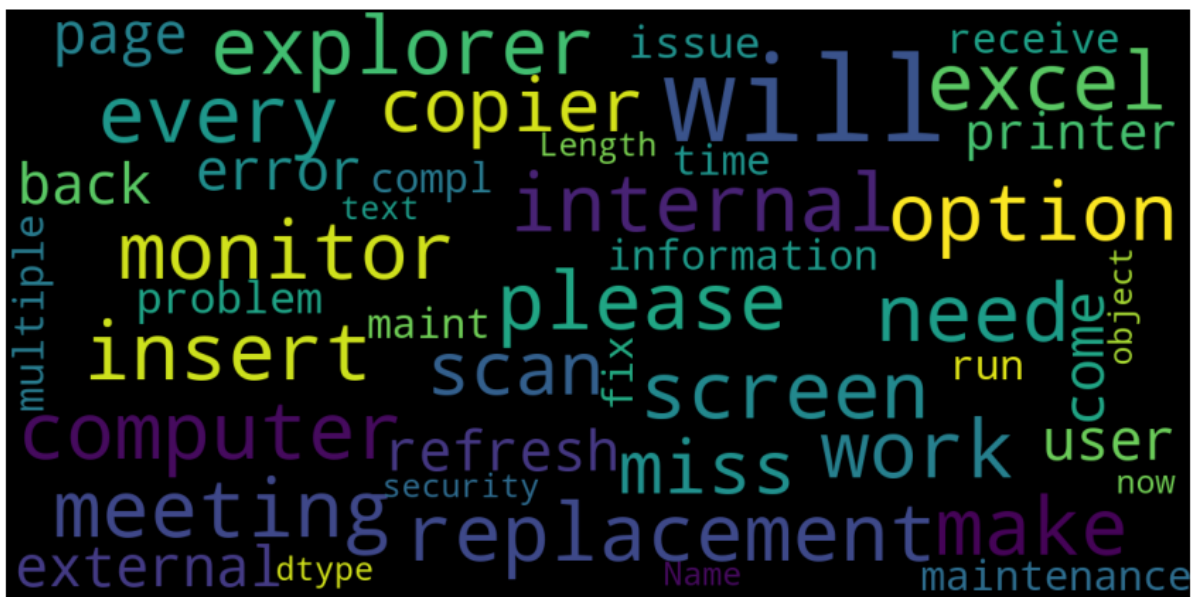 page explorer issue will receive
every copier excel
Length time printer
back error compl internal option
text
multiple monitor information
problem maint please need come object
insert scan fix screen run
computer refresh miss work user
security now
meeting replacement make
external dtype Name maintenance